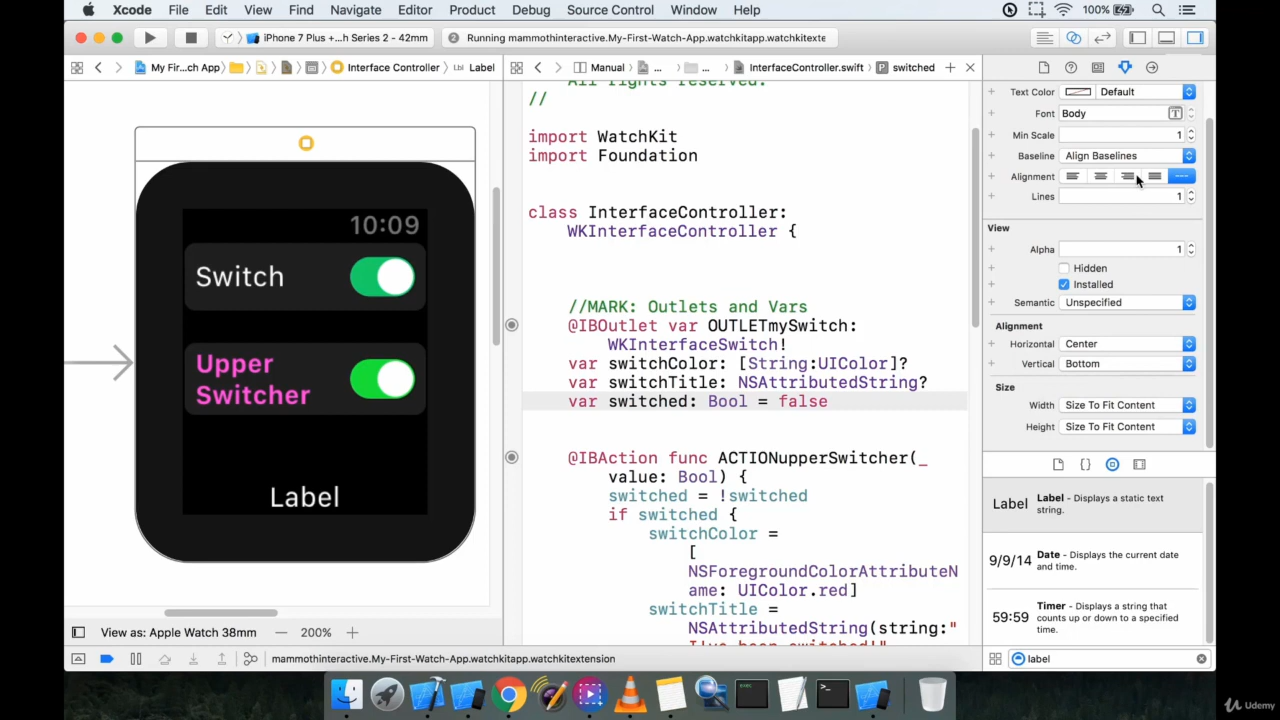 Xcode File Edit View Find Navigate Editor Product Debug Source Control Window Help 100%
iPhone 7 Plus +...h Series 2 - 42mm Running mammothinteractive.My-First-Watch-App.watchkitapp.watchkitexte
My Fir...ch App Interface Controller Label Manual ... ... InterfaceController.swift switched
10:09
Switch
Upper
Switcher
Label
View as: Apple Watch 38mm 200%
All rights reserved.
//
import WatchKit
import Foundation
class InterfaceController:
WKInterfaceController {
//MARK: Outlets and Vars
@IBOutlet var OUTLETmySwitch:
WKInterfaceSwitch!
var switchColor: [String:UIColor]?
var switchTitle: NSAttributedString?
var switched: Bool = false
@IBAction func ACTIONupperSwitcher(_
value: Bool) {
switched = !switched
if switched {
switchColor =
[
NSForegroundColorAttributeN
ame: UIColor.red]
switchTitle =
NSAttributedString(string:"
I've been switched!"
mammothinteractive.My-First-Watch-App.watchkitapp.watchkitextension
Text Color Default
Font Body
Min Scale 1
Baseline Align Baselines
Alignment
Lines 1
View
Alpha 1
Hidden
Installed
Semantic Unspecified
Alignment
Horizontal Center
Vertical Bottom
Size
Width Size To Fit Content
Height Size To Fit Content
Label Label - Displays a static text
string.
9/9/14 Date - Displays the current date
and time.
59:59 Timer - Displays a string that
counts up or down to a specified
time.
label
exec
Udemy